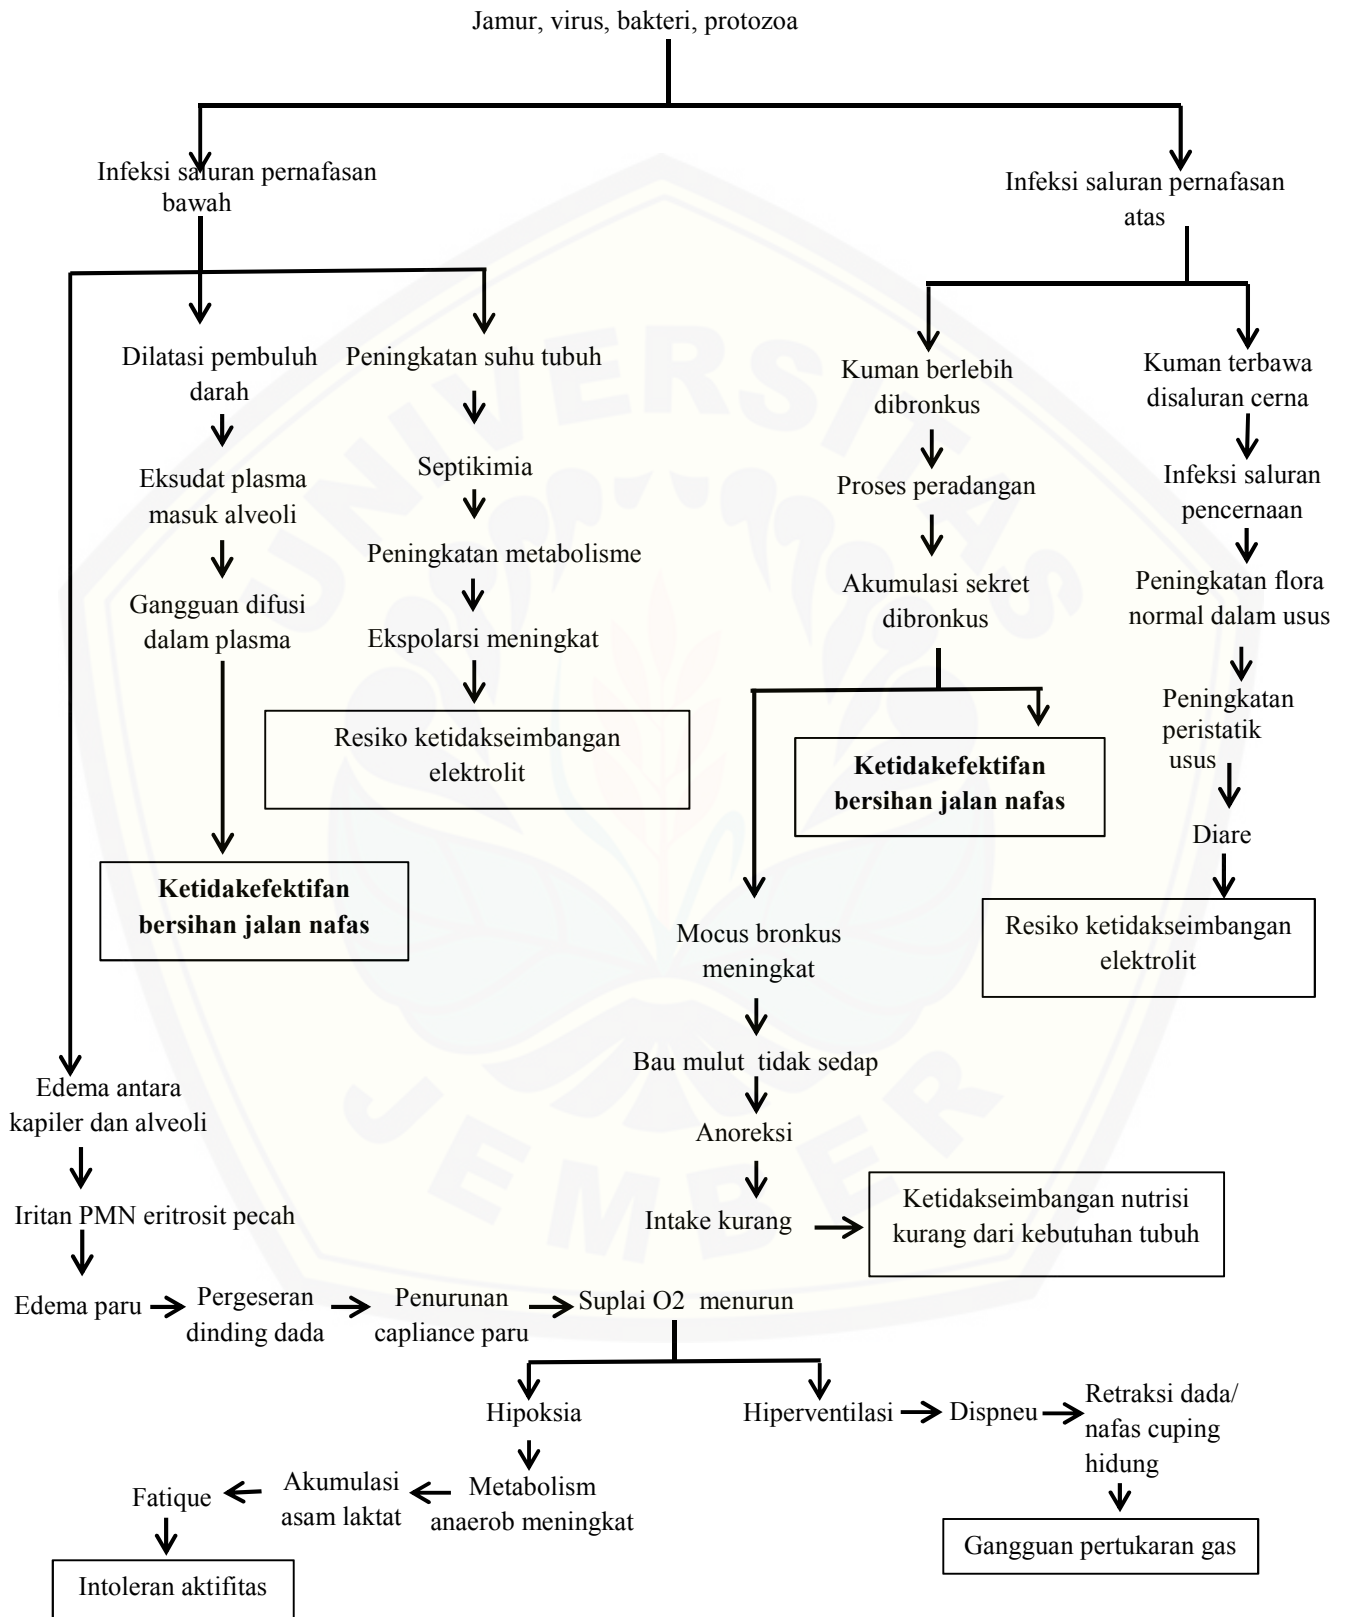 Jamur, virus, bakteri, protozoa
Infeksi saluran pernafasan
bawah
Infeksi saluran pernafasan
atas
Dilatasi pembuluh
darah
Eksudat plasma
masuk alveoli
Gangguan difusi
dalam plasma
Ketidakefektifan
bersihan jalan nafas
Peningkatan suhu tubuh
Septikimia
Peningkatan metabolisme
Ekspolarsi meningkat
Resiko ketidakseimbangan
elektrolit
Kuman berlebih
dibronkus
Proses peradangan
Akumulasi sekret
dibronkus
Ketidakefektifan
bersihan jalan nafas
Mocus bronkus
meningkat
Bau mulut tidak sedap
Anoreksi
Intake kurang
Ketidakseimbangan nutrisi
kurang dari kebutuhan tubuh
Kuman terbawa
disaluran cerna
Infeksi saluran
pencernaan
Peningkatan flora
normal dalam usus
Peningkatan
peristatik
usus
Diare
Resiko ketidakseimbangan
elektrolit
Edema antara
kapiler dan alveoli
Iritan PMN eritrosit pecah
Edema paru
Pergeseran
dinding dada
Penurunan
capliance paru
Suplai O2 menurun
Hipoksia
Metabolism
anaerob meningkat
Akumulasi
asam laktat
Fatique
Intoleran aktifitas
Hiperventilasi
Dispneu
Retraksi dada/
nafas cuping
hidung
Gangguan pertukaran gas
UNIVERSITAS
JEMBER